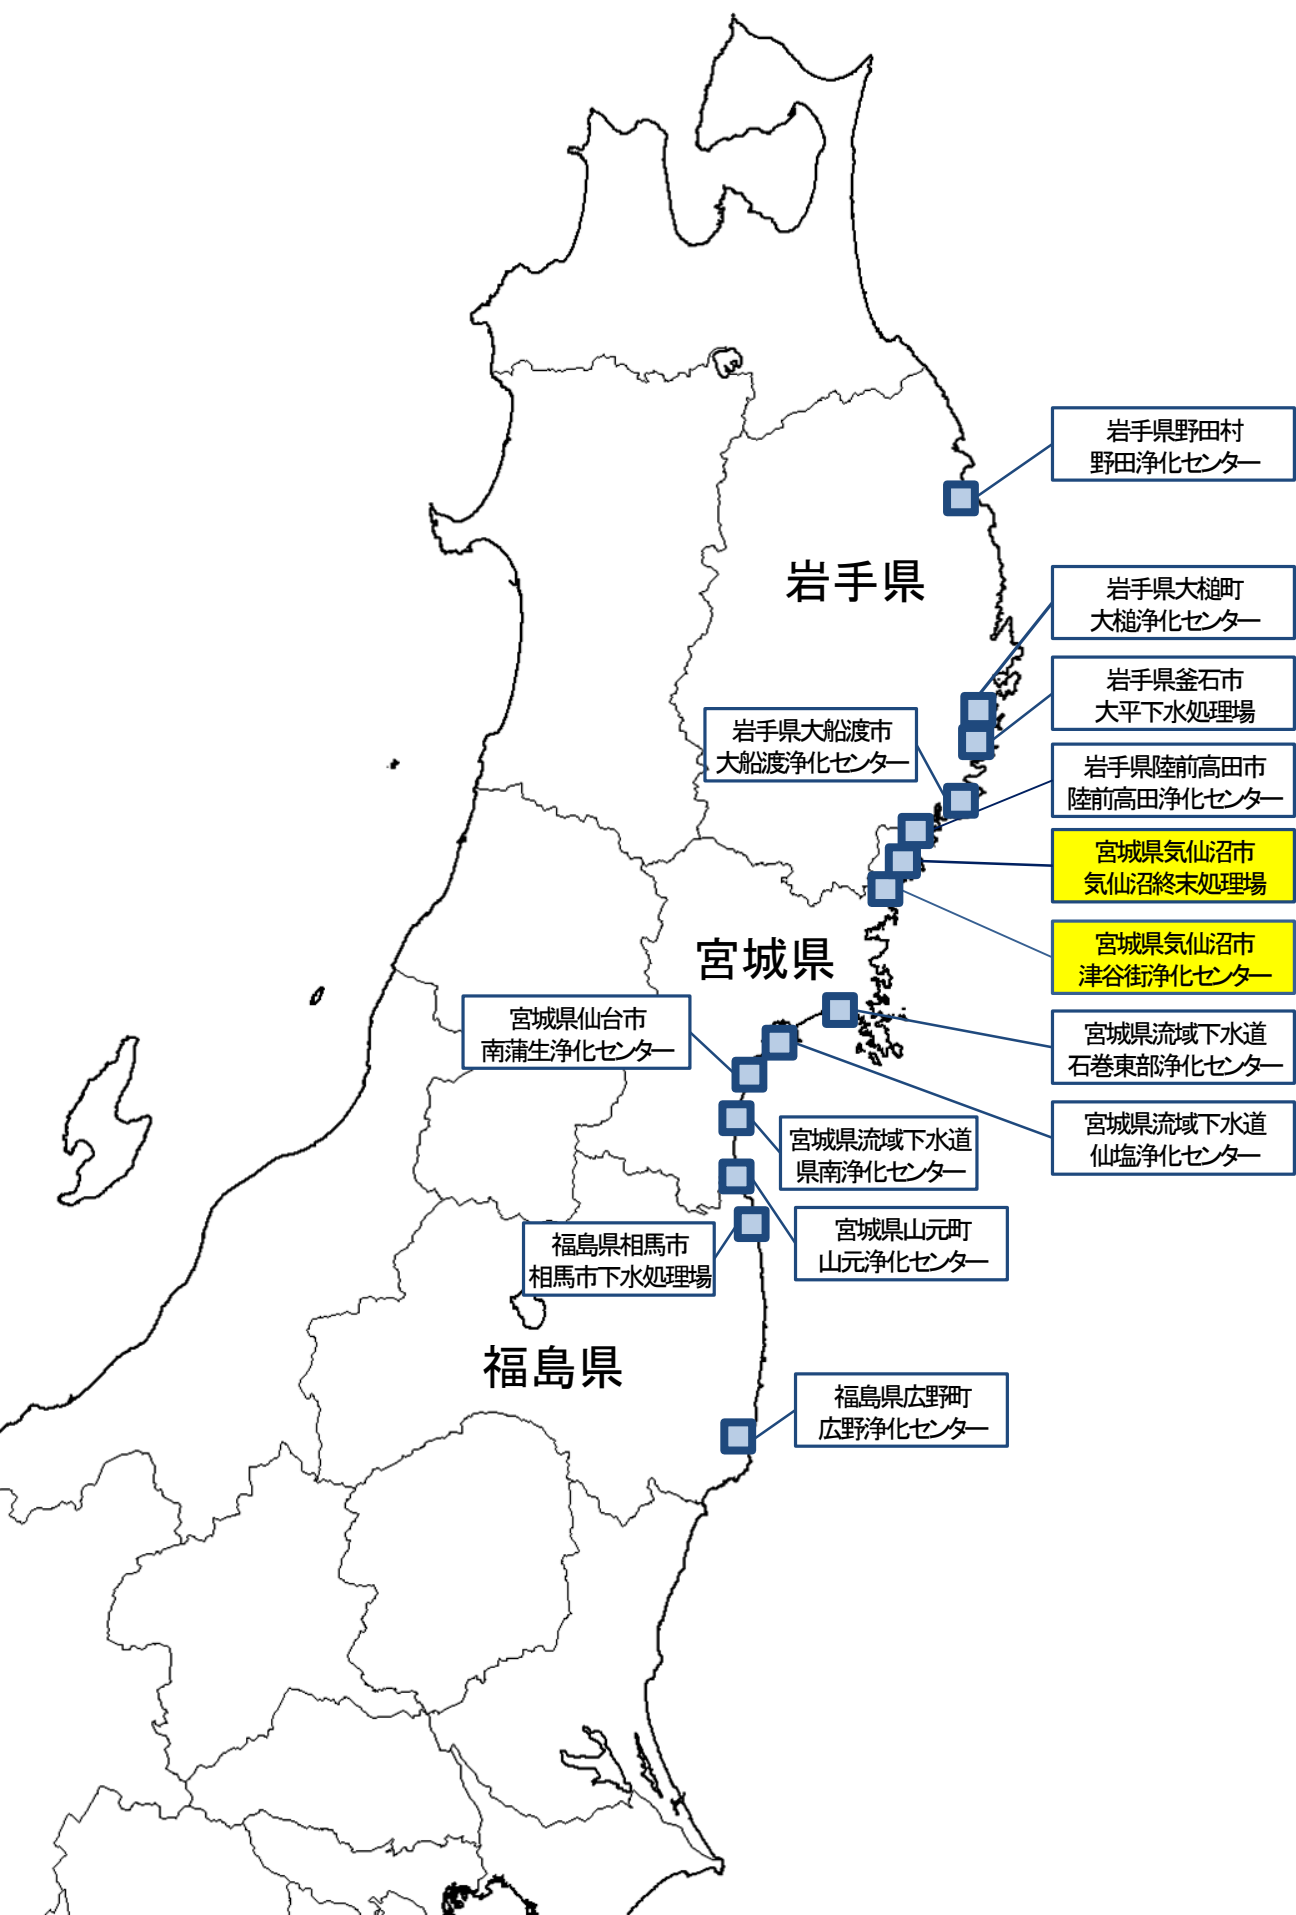 岩手県野田村
野田浄化センター
岩手県
岩手県大槌町
大槌浄化センター
岩手県釜石市
大平下水処理場
岩手県大船渡市
大船渡浄化センター
岩手県陸前高田市
陸前高田浄化センター
宮城県気仙沼市
気仙沼終末処理場
宮城県
宮城県気仙沼市
津谷街浄化センター
宮城県仙台市
南蒲生浄化センター
宮城県流域下水道
石巻東部浄化センター
宮城県流域下水道
仙塩浄化センター
宮城県流域下水道
県南浄化センター
宮城県山元町
山元浄化センター
福島県相馬市
相馬市下水処理場
福島県
福島県広野町
広野浄化センター